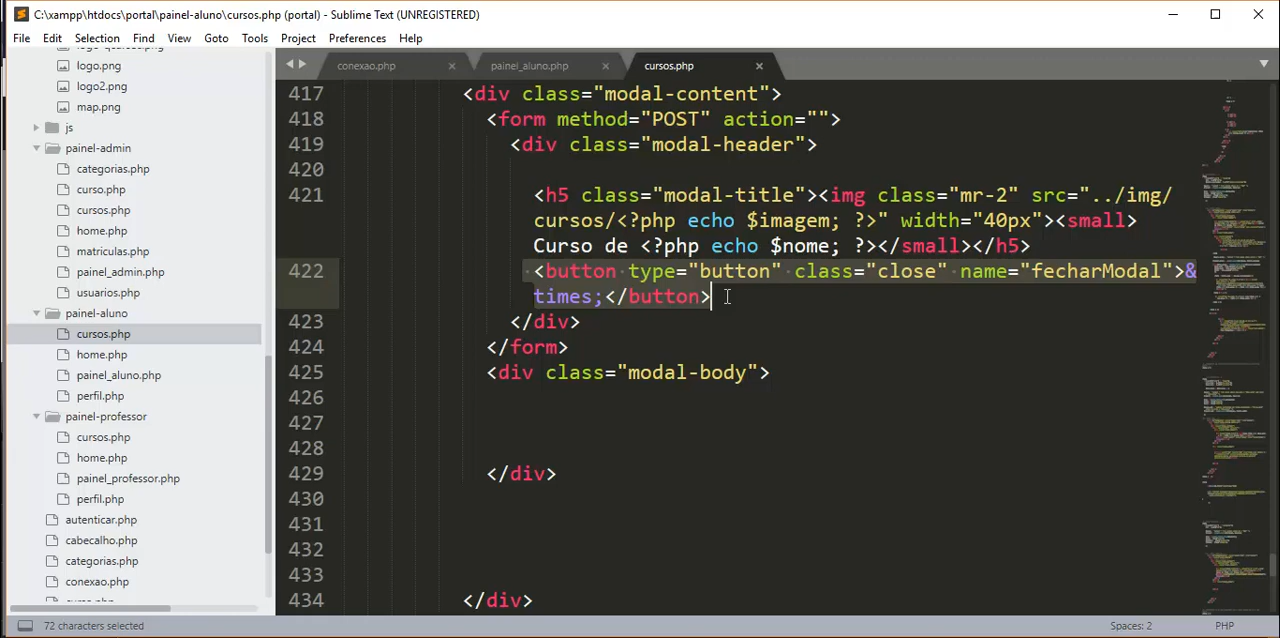 C:\xampp\htdocs\portal\painel-aluno\cursos.php (portal) - Sublime Text (UNREGISTERED)
File Edit Selection Find View Goto Tools Project Preferences Help
conexao.php painel_aluno.php cursos.php
logo.png
logo2.png
map.png
js
painel-admin
categorias.php
curso.php
cursos.php
home.php
matriculas.php
painel_admin.php
usuarios.php
painel-aluno
cursos.php
home.php
painel_aluno.php
perfil.php
painel-professor
cursos.php
home.php
painel_professor.php
perfil.php
autenticar.php
cabecalho.php
categorias.php
conexao.php
417 <div class="modal-content">
418 <form method="POST" action="">
419 <div class="modal-header">
420
421 <h5 class="modal-title"><img class="mr-2" src="../img/
cursos/<?php echo $imagem; ?>" width="40px"><small>
Curso de <?php echo $nome; ?></small></h5>
422 <button type="button" class="close" name="fecharModal">&
times;</button>
423 </div>
424 </form>
425 <div class="modal-body">
426
427
428
429 </div>
430
431
432
433
434 </div>
72 characters selected Spaces: 2 PHP